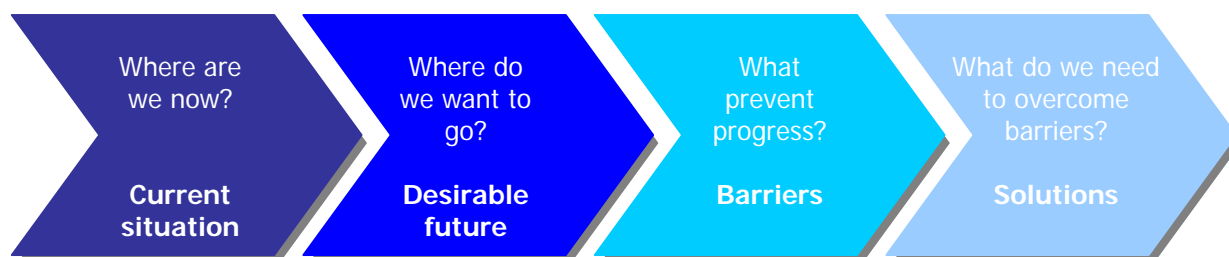 Where are
we now?
Current
situation
Where do
we want to
go?
Desirable
future
What
prevent
progress?
Barriers
What do we need
to overcome
barriers?
Solutions